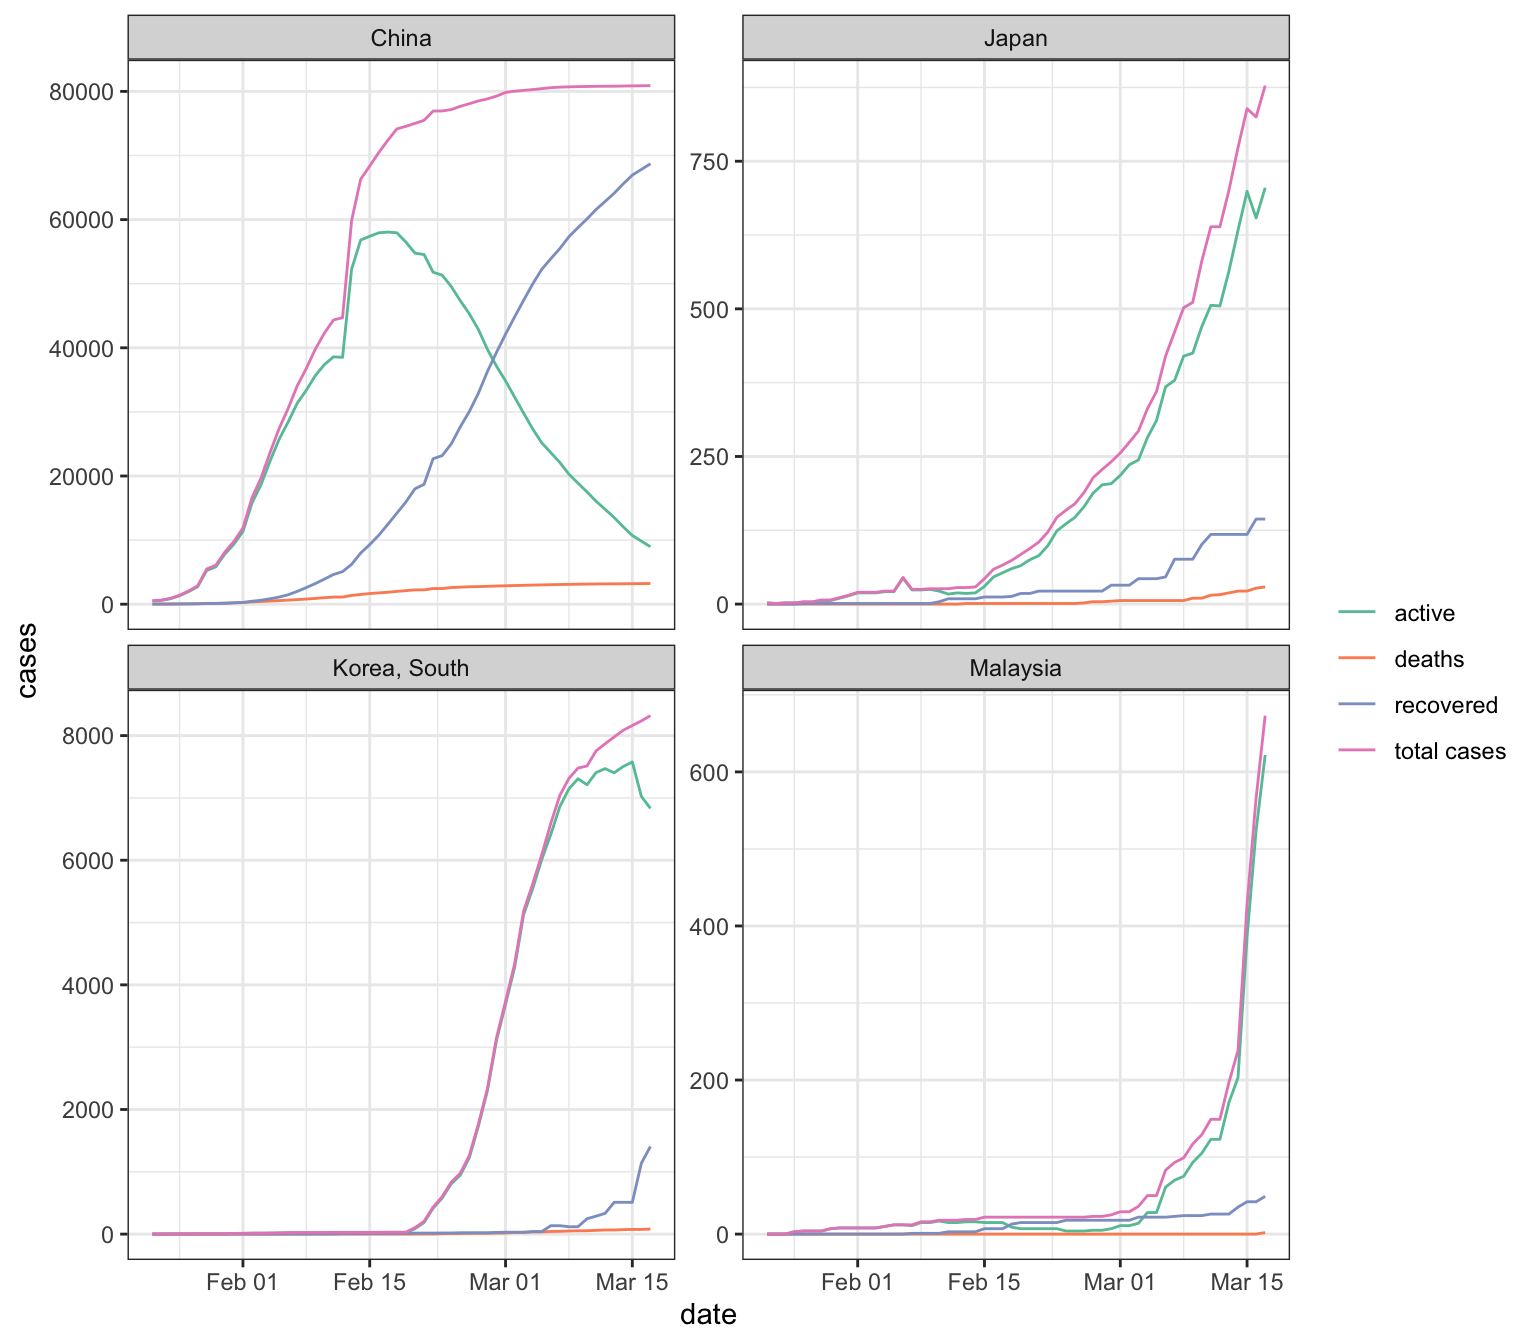 China
Japan
80000
60000
40000
20000
0
750
500
250
0
Korea, South
Malaysia
8000
6000
4000
2000
0
600
400
200
0
Feb 01 Feb 15 Mar 01 Mar 15
Feb 01 Feb 15 Mar 01 Mar 15
date
cases
active
deaths
recovered
total cases